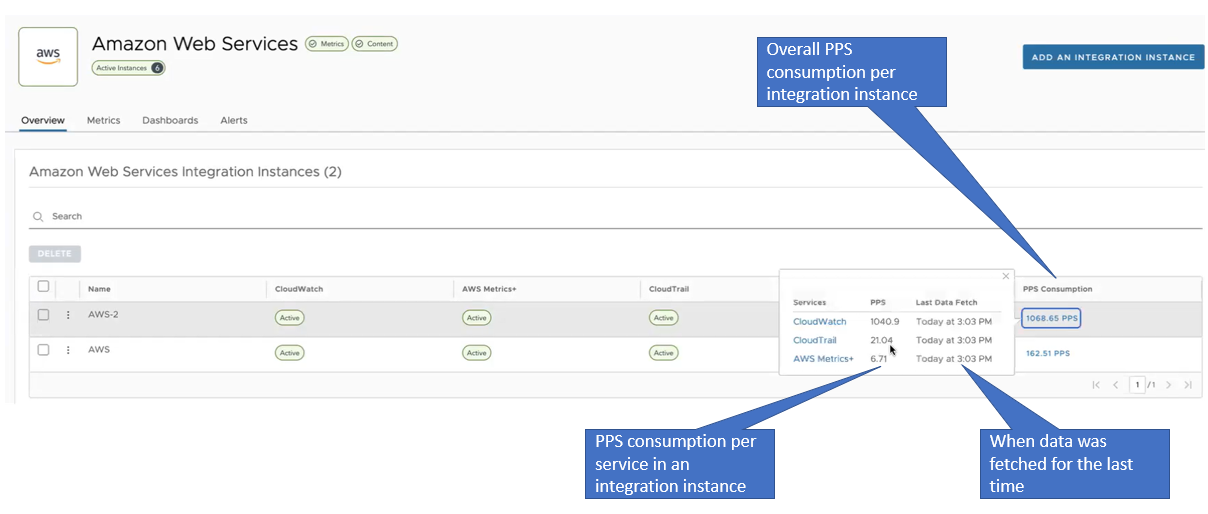 aws
Amazon Web Services
Metrics
Content
Active Instances 6
Overall PPS
consumption per
integration instance
ADD AN INTEGRATION INSTANCE
Overview Metrics Dashboards Alerts
Amazon Web Services Integration Instances (2)
Search
DELETE
Name CloudWatch AWS Metrics+ CloudTrail PPS Consumption
AWS-2 Active Active Active 1068.65 PPS
AWS Active Active Active 162.51 PPS
Services PPS Last Data Fetch
CloudWatch 1040.9 Today at 3:03 PM
CloudTrail 21.04 Today at 3:03 PM
AWS Metrics+ 6.71 Today at 3:03 PM
1 / 1
PPS consumption per
service in an
integration instance
When data was
fetched for the last
time